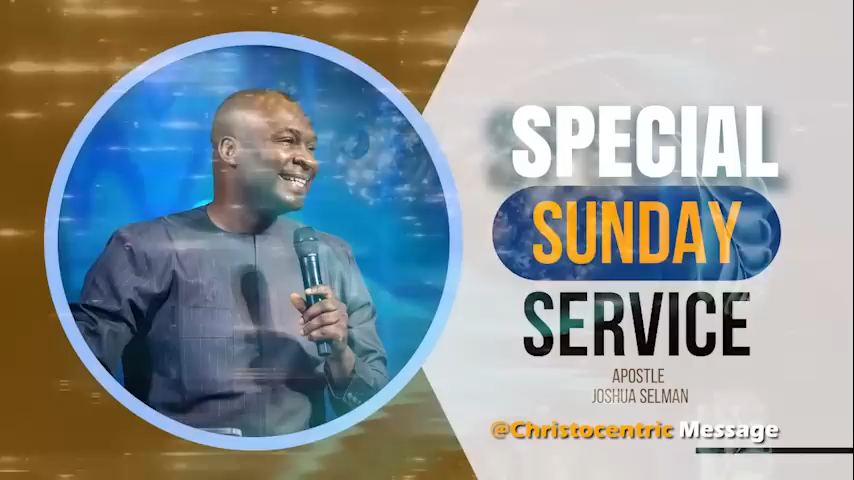 SPECIAL
SUNDAY
SERVICE
APOSTLE
JOSHUA SELMAN
@Christocentric Message